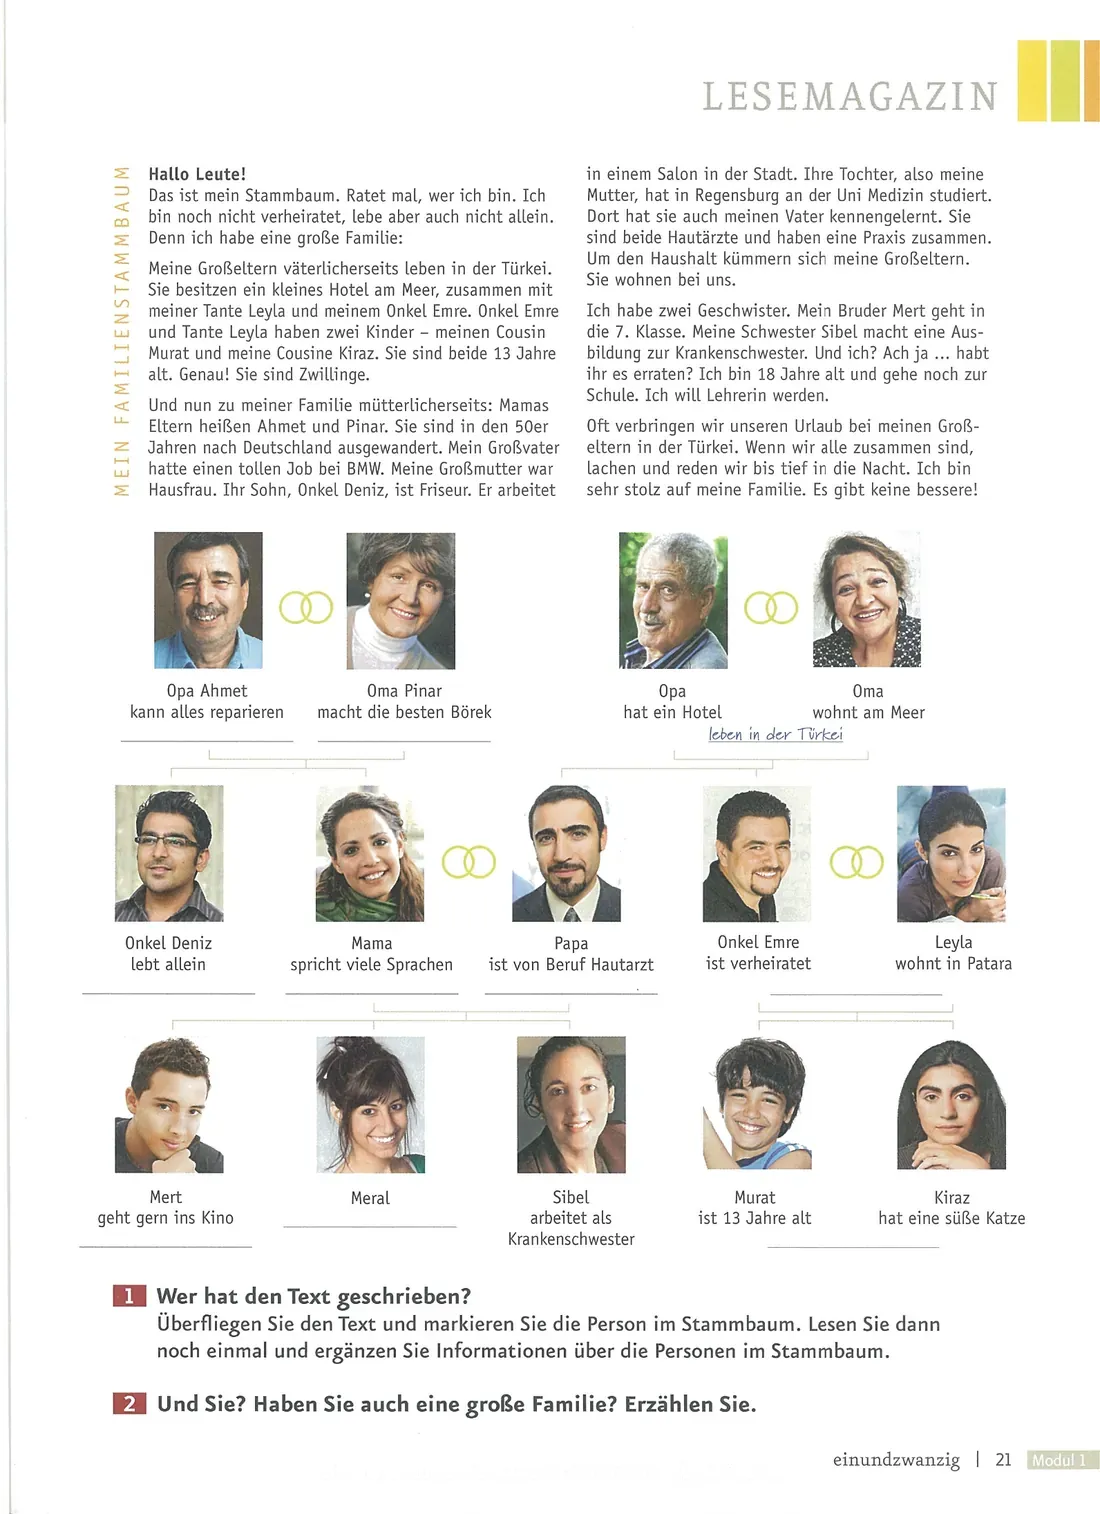 LESEMAGAZIN
MEIN FAMILIENSTAMMBAUM
Hallo Leute!
Das ist mein Stammbaum. Ratet mal, wer ich bin. Ich
bin noch nicht verheiratet, lebe aber auch nicht allein.
Denn ich habe eine große Familie:
Meine Großeltern väterlicherseits leben in der Türkei.
Sie besitzen ein kleines Hotel am Meer, zusammen mit
meiner Tante Leyla und meinem Onkel Emre. Onkel Emre
und Tante Leyla haben zwei Kinder – meinen Cousin
Murat und meine Cousine Kiraz. Sie sind beide 13 Jahre
alt. Genau! Sie sind Zwillinge.
Und nun zu meiner Familie mütterlicherseits: Mamas
Eltern heißen Ahmet und Pinar. Sie sind in den 50er
Jahren nach Deutschland ausgewandert. Mein Großvater
hatte einen tollen Job bei BMW. Meine Großmutter war
Hausfrau. Ihr Sohn, Onkel Deniz, ist Friseur. Er arbeitet
in einem Salon in der Stadt. Ihre Tochter, also meine
Mutter, hat in Regensburg an der Uni Medizin studiert.
Dort hat sie auch meinen Vater kennengelernt. Sie
sind beide Hautärzte und haben eine Praxis zusammen.
Um den Haushalt kümmern sich meine Großeltern.
Sie wohnen bei uns.
Ich habe zwei Geschwister. Mein Bruder Mert geht in
die 7. Klasse. Meine Schwester Sibel macht eine Aus-
bildung zur Krankenschwester. Und ich? Ach ja ... habt
ihr es erraten? Ich bin 18 Jahre alt und gehe noch zur
Schule. Ich will Lehrerin werden.
Oft verbringen wir unseren Urlaub bei meinen Groß-
eltern in der Türkei. Wenn wir alle zusammen sind,
lachen und reden wir bis tief in die Nacht. Ich bin
sehr stolz auf meine Familie. Es gibt keine bessere!
Opa Ahmet
kann alles reparieren
Oma Pinar
macht die besten Börek
Opa
hat ein Hotel
Oma
wohnt am Meer
leben in der Türkei
Onkel Deniz
lebt allein
Mama
spricht viele Sprachen
Papa
ist von Beruf Hautarzt
Onkel Emre
ist verheiratet
Leyla
wohnt in Patara
Mert
geht gern ins Kino
Meral
Sibel
arbeitet als
Krankenschwester
Murat
ist 13 Jahre alt
Kiraz
hat eine süße Katze
1 Wer hat den Text geschrieben?
Überfliegen Sie den Text und markieren Sie die Person im Stammbaum. Lesen Sie dann
noch einmal und ergänzen Sie Informationen über die Personen im Stammbaum.
2 Und Sie? Haben Sie auch eine große Familie? Erzählen Sie.
einundzwanzig | 21 Modul 1